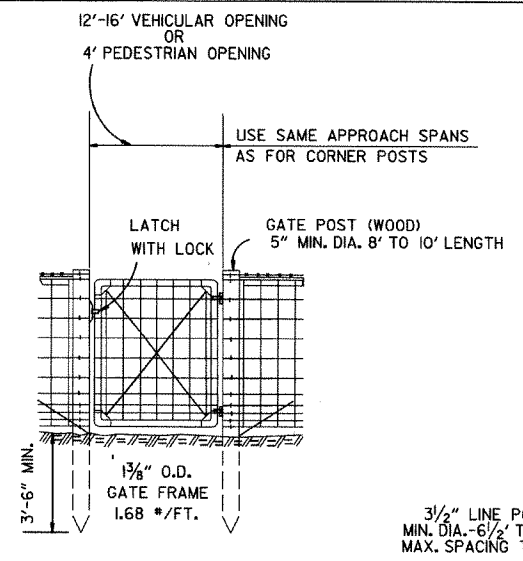 12'-16' VEHICULAR OPENING
OR
4' PEDESTRIAN OPENING
USE SAME APPROACH SPANS
AS FOR CORNER POSTS
LATCH
WITH LOCK
GATE POST (WOOD)
5" MIN. DIA. 8' TO 10' LENGTH
3'-6" MIN.
1⅜" O.D.
GATE FRAME
1.68 #/FT.
3½" LINE
MIN. DIA.-6½'
MAX. SPACING